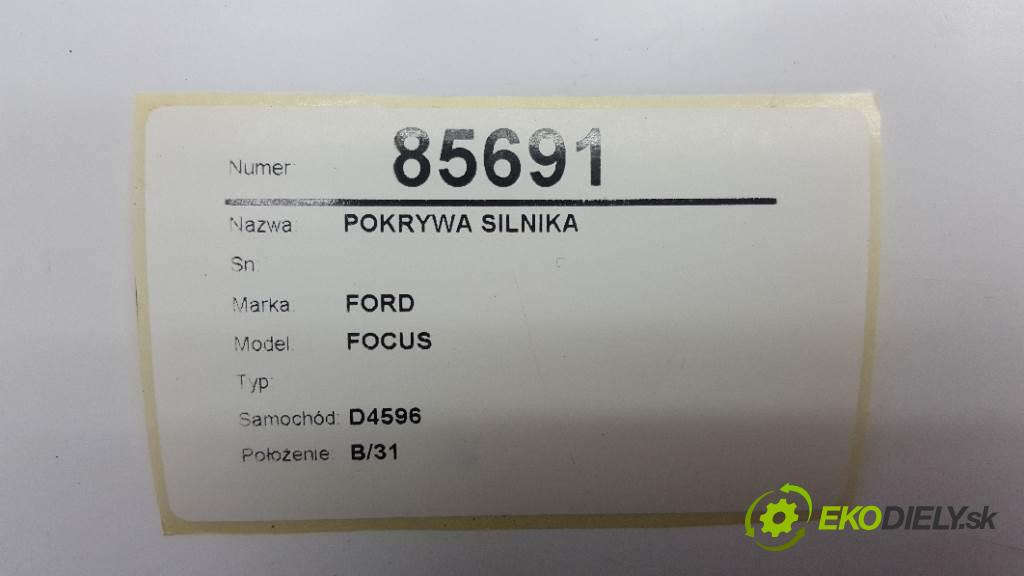 Numer: 85691
Nazwa: POKRYWA SILNIKA
Sn:
Marka: FORD
Model: FOCUS
Typ:
Samochód: D4596
Położenie: B/31
EKODIELY.sk